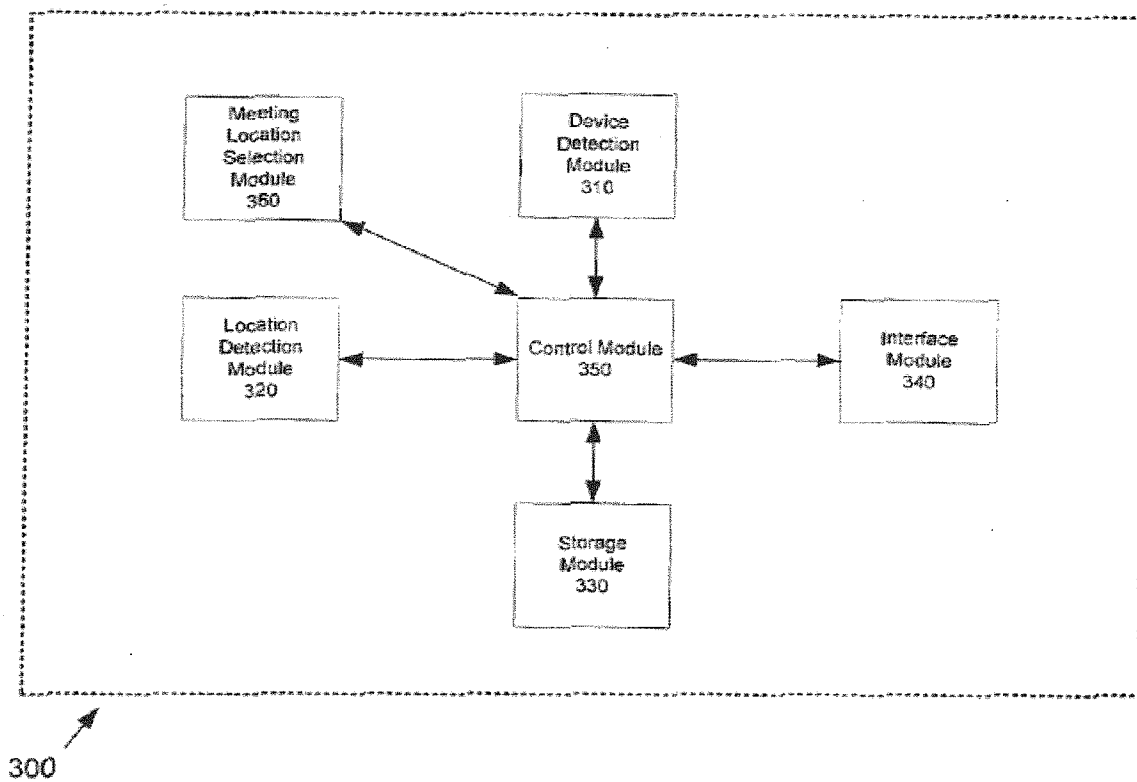 Meeting
Location
Selection
Module
360
Device
Detection
Module
310
Location
Detection
Module
320
Control Module
350
Interface
Module
340
Storage
Module
330
300